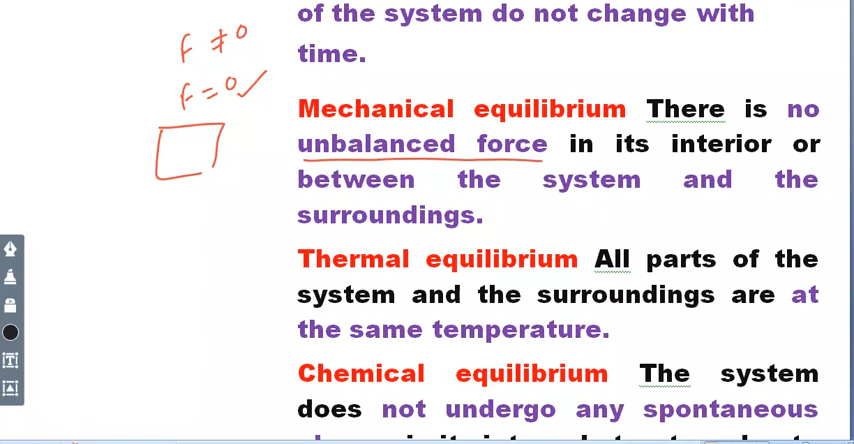 of the system do not change with
time.
F ≠ 0
F = 0 ✓
Mechanical equilibrium There is no
unbalanced force in its interior or
between the system and the
surroundings.
Thermal equilibrium All parts of the
system and the surroundings are at
the same temperature.
Chemical equilibrium The system
does not undergo any spontaneous